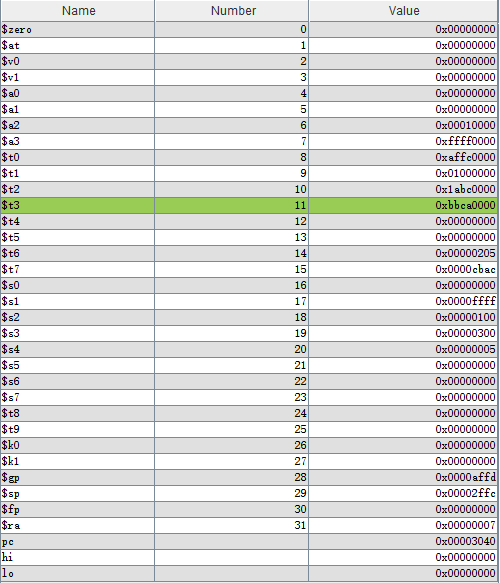 Name Number Value
$zero 0 0x00000000
$at 1 0x00000000
$v0 2 0x00000000
$v1 3 0x00000000
$a0 4 0x00000000
$a1 5 0x00000000
$a2 6 0x00010000
$a3 7 0xffff0000
$t0 8 0xaffc0000
$t1 9 0x01000000
$t2 10 0x1abc0000
$t3 11 0xbbca0000
$t4 12 0x00000000
$t5 13 0x00000000
$t6 14 0x00000205
$t7 15 0x0000cbac
$s0 16 0x00000000
$s1 17 0x0000ffff
$s2 18 0x00000100
$s3 19 0x00000300
$s4 20 0x00000005
$s5 21 0x00000000
$s6 22 0x00000000
$s7 23 0x00000000
$t8 24 0x00000000
$t9 25 0x00000000
$k0 26 0x00000000
$k1 27 0x00000000
$gp 28 0x0000affd
$sp 29 0x00002ffc
$fp 30 0x00000000
$ra 31 0x00000007
pc 0x00003040
hi 0x00000000
lo 0x00000000